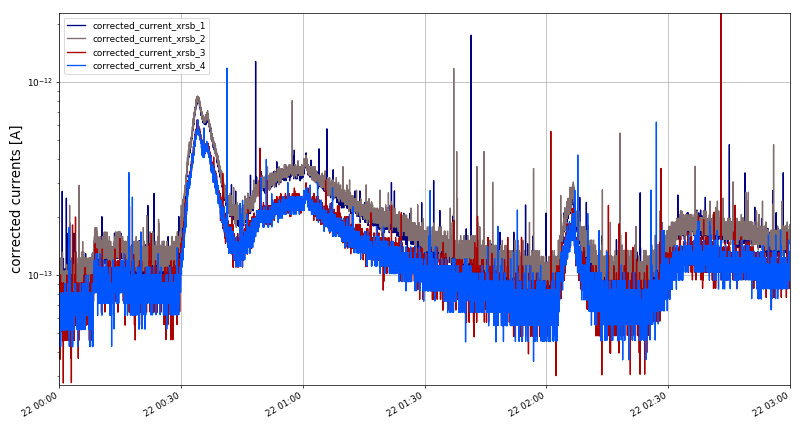 corrected_current_xrsb_1
corrected_current_xrsb_2
corrected_current_xrsb_3
corrected_current_xrsb_4
corrected currents [A]
10⁻¹²
10⁻¹³
22 00:00
22 00:30
22 01:00
22 01:30
22 02:00
22 02:30
22 03:00